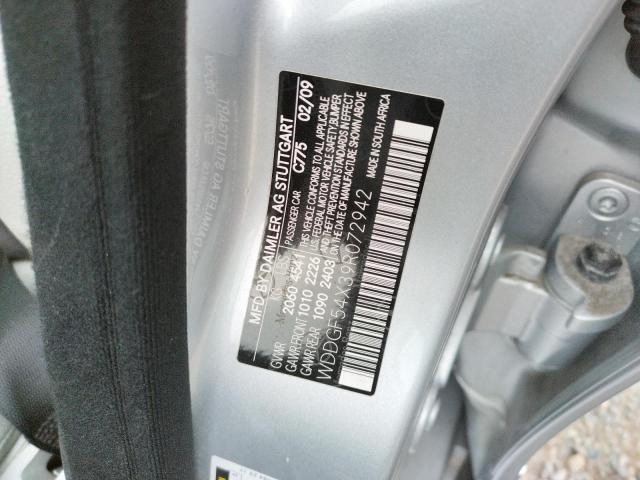 MFD BY DAIMLER AG STUTTGART
C775 02/09
PASSENGER CAR
GVWR 2060 4541
GAWR FRONT 1010 2226
GAWR REAR 1090 2403
THIS VEHICLE CONFORMS TO ALL APPLICABLE
U.S. FEDERAL MOTOR VEHICLE SAFETY, BUMPER
AND THEFT PREVENTION STANDARDS IN EFFECT
ON THE DATE OF MANUFACTURE SHOWN ABOVE
WDDGF54X39R072942
MADE IN SOUTH AFRICA